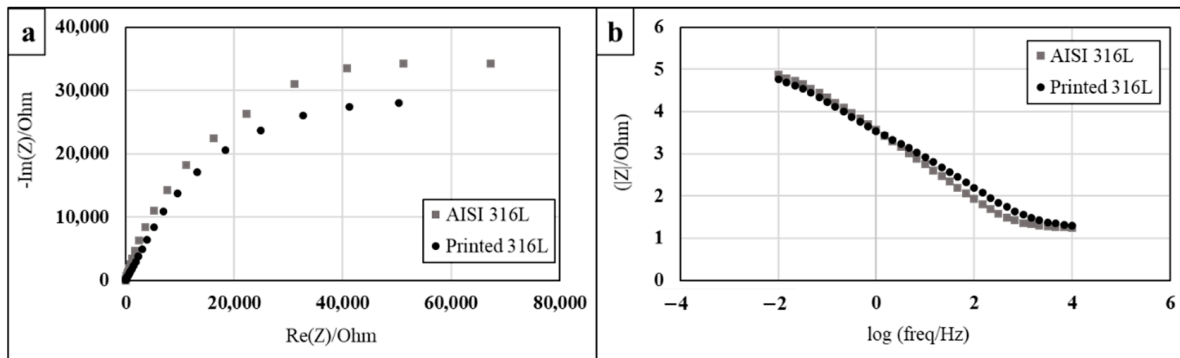 a
40,000
30,000
20,000
10,000
0
-Im(Z)/Ohm
AISI 316L
Printed 316L
0 20,000 40,000 60,000 80,000
Re(Z)/Ohm
b
6
5
4
3
2
1
0
(|Z|/Ohm)
AISI 316L
Printed 316L
−4 −2 0 2 4 6
log (freq/Hz)